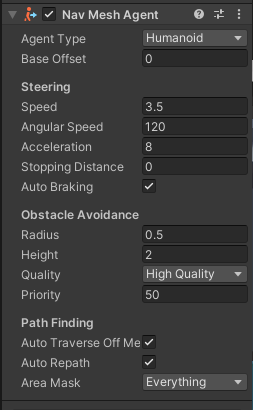 Nav Mesh Agent
Agent Type Humanoid
Base Offset 0
Steering
Speed 3.5
Angular Speed 120
Acceleration 8
Stopping Distance 0
Auto Braking
Obstacle Avoidance
Radius 0.5
Height 2
Quality High Quality
Priority 50
Path Finding
Auto Traverse Off Me
Auto Repath
Area Mask Everything